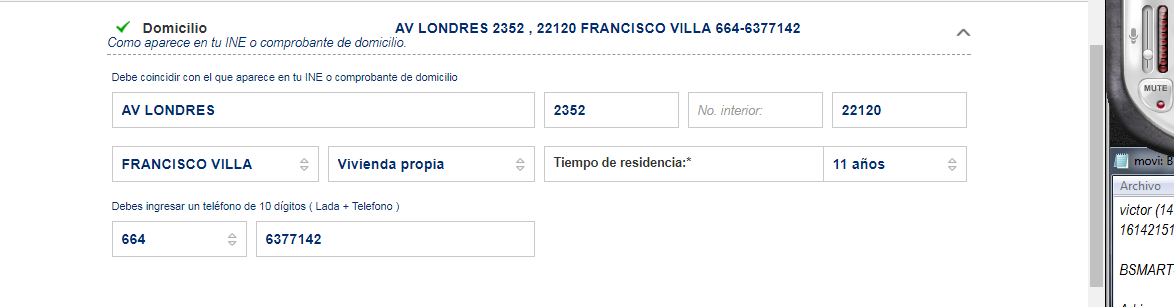 Domicilio AV LONDRES 2352 , 22120 FRANCISCO VILLA 664-6377142
Como aparece en tu INE o comprobante de domicilio.
Debe coincidir con el que aparece en tu INE o comprobante de domicilio
AV LONDRES 2352 No. interior: 22120
FRANCISCO VILLA Vivienda propia Tiempo de residencia:* 11 años
Debes ingresar un teléfono de 10 dígitos ( Lada + Telefono )
664 6377142
MUTE
movi: B
Archivo
victor (14
16142151
BSMART